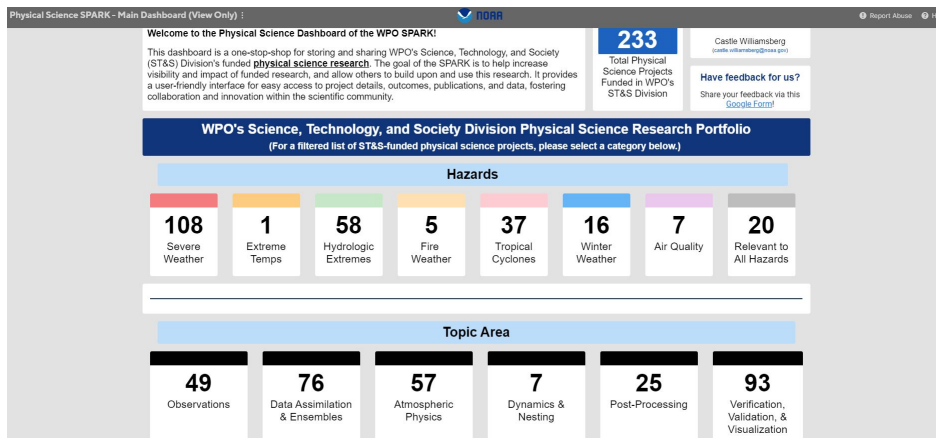 Physical Science SPARK - Main Dashboard (View Only)
NOAA
Report Abuse
Welcome to the Physical Science Dashboard of the WPO SPARK!
This dashboard is a one-stop-shop for storing and sharing WPO's Science, Technology, and Society
(ST&S) Division's funded physical science research. The goal of the SPARK is to help increase
visibility and impact of funded research, and allow others to build upon and use this research. It provides
a user-friendly interface for easy access to project details, outcomes, publications, and data, fostering
collaboration and innovation within the scientific community.
233
Total Physical
Science Projects
Funded in WPO's
ST&S Division
Castle Williamsberg
(castle.williamsberg@noaa.gov)
Have feedback for us?
Share your feedback via this
Google Form!
WPO's Science, Technology, and Society Division Physical Science Research Portfolio
(For a filtered list of ST&S-funded physical science projects, please select a category below.)
Hazards
108
Severe
Weather
1
Extreme
Temps
58
Hydrologic
Extremes
5
Fire
Weather
37
Tropical
Cyclones
16
Winter
Weather
7
Air Quality
20
Relevant to
All Hazards
Topic Area
49
Observations
76
Data Assimilation
& Ensembles
57
Atmospheric
Physics
7
Dynamics &
Nesting
25
Post-Processing
93
Verification,
Validation, &
Visualization